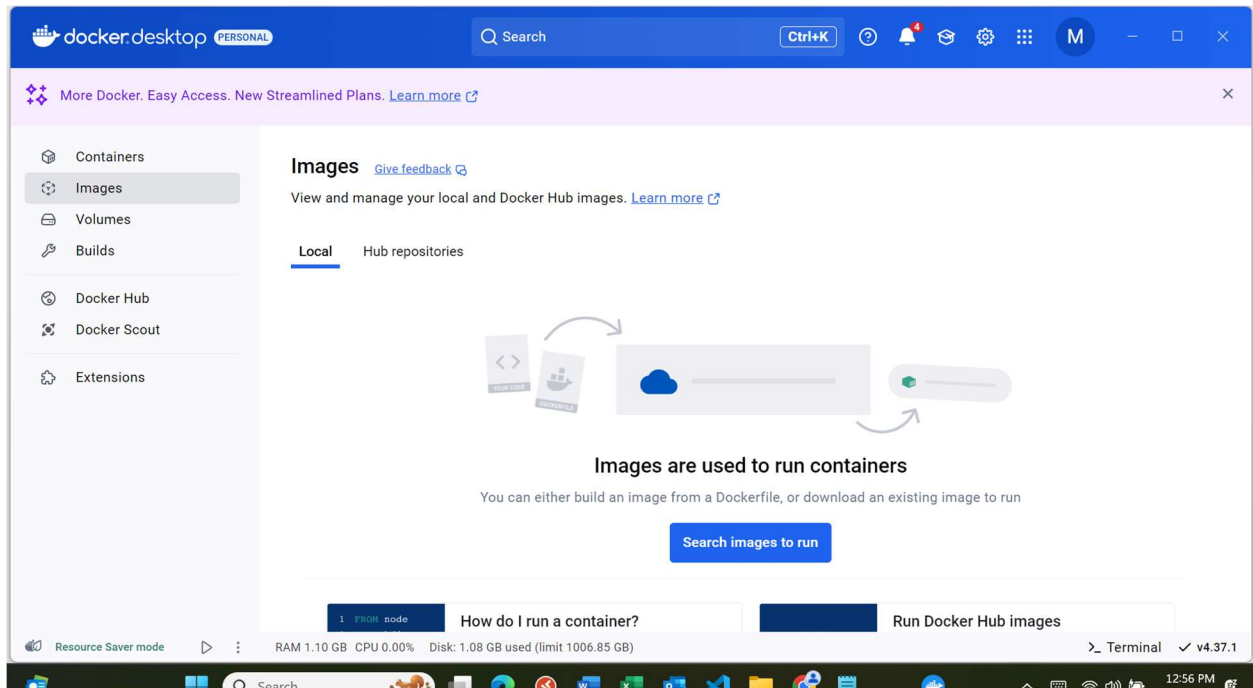 docker.desktop PERSONAL
Search
Ctrl+K
4
M
More Docker. Easy Access. New Streamlined Plans. Learn more
Containers
Images
Volumes
Builds
Docker Hub
Docker Scout
Extensions
Images Give feedback
View and manage your local and Docker Hub images. Learn more
Local Hub repositories
YOUR CODE
DOCKERFILE
Images are used to run containers
You can either build an image from a Dockerfile, or download an existing image to run
Search images to run
1 FROM node
How do I run a container?
Run Docker Hub images
Resource Saver mode
RAM 1.10 GB CPU 0.00% Disk: 1.08 GB used (limit 1006.85 GB)
Terminal
v4.37.1
Search
12:56 PM